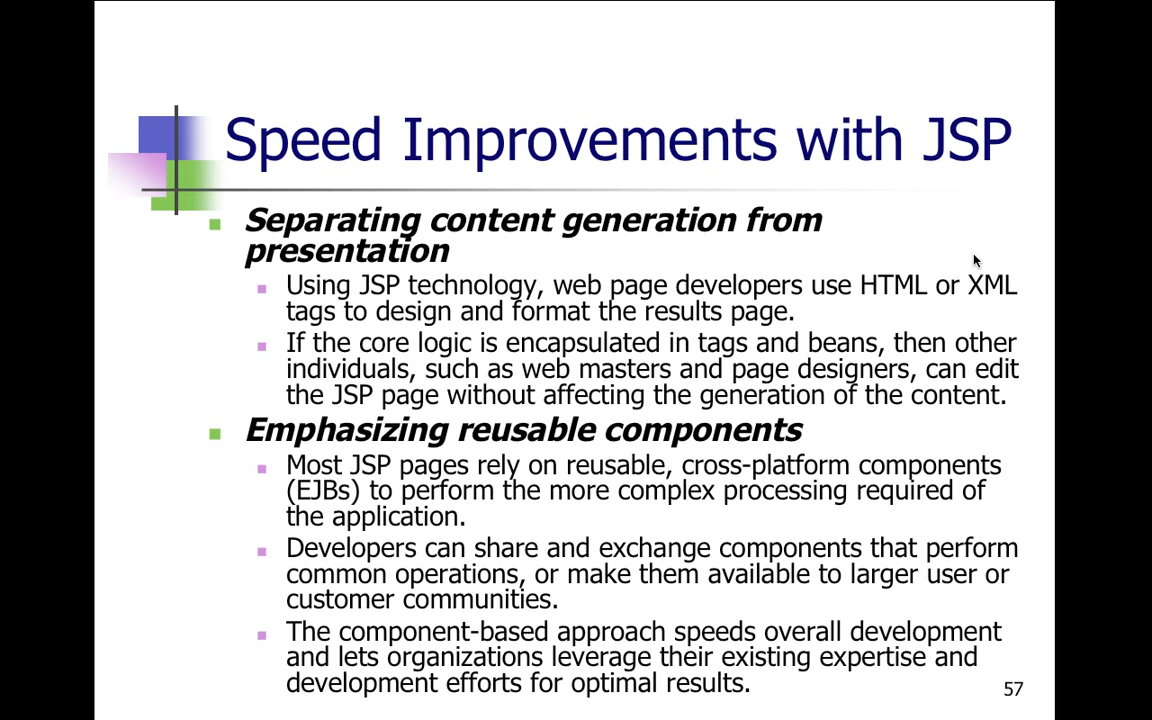 Speed Improvements with JSP
Separating content generation from
presentation
Using JSP technology, web page developers use HTML or XML
tags to design and format the results page.
If the core logic is encapsulated in tags and beans, then other
individuals, such as web masters and page designers, can edit
the JSP page without affecting the generation of the content.
Emphasizing reusable components
Most JSP pages rely on reusable, cross-platform components
(EJBs) to perform the more complex processing required of
the application.
Developers can share and exchange components that perform
common operations, or make them available to larger user or
customer communities.
The component-based approach speeds overall development
and lets organizations leverage their existing expertise and
development efforts for optimal results.
57